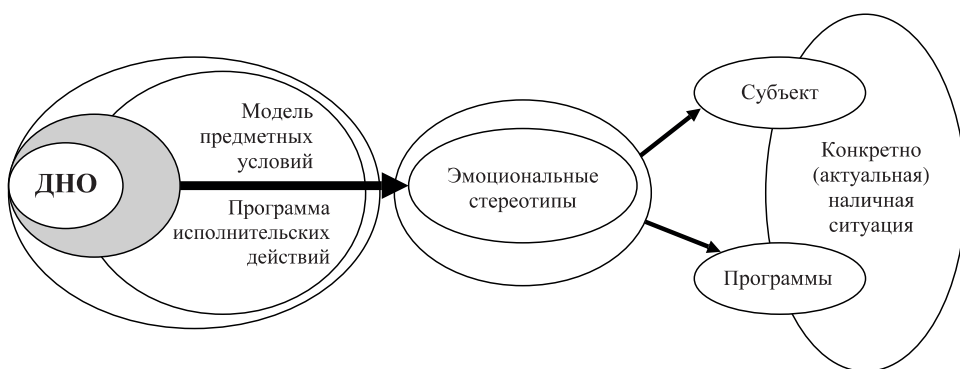 ДНО
Модель
предметных
условий
Программа
исполнительских
действий
Эмоциональные
стереотипы
Субъект
Программы
Конкретно
(актуальная)
наличная
ситуация